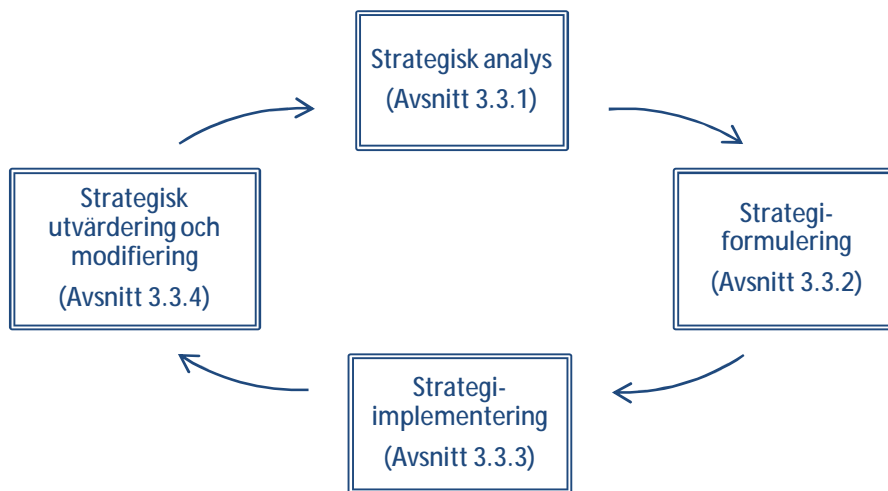 Strategisk analys
(Avsnitt 3.3.1)
Strategi-
formulering
(Avsnitt 3.3.2)
Strategi-
implementering
(Avsnitt 3.3.3)
Strategisk
utvärdering och
modifiering
(Avsnitt 3.3.4)